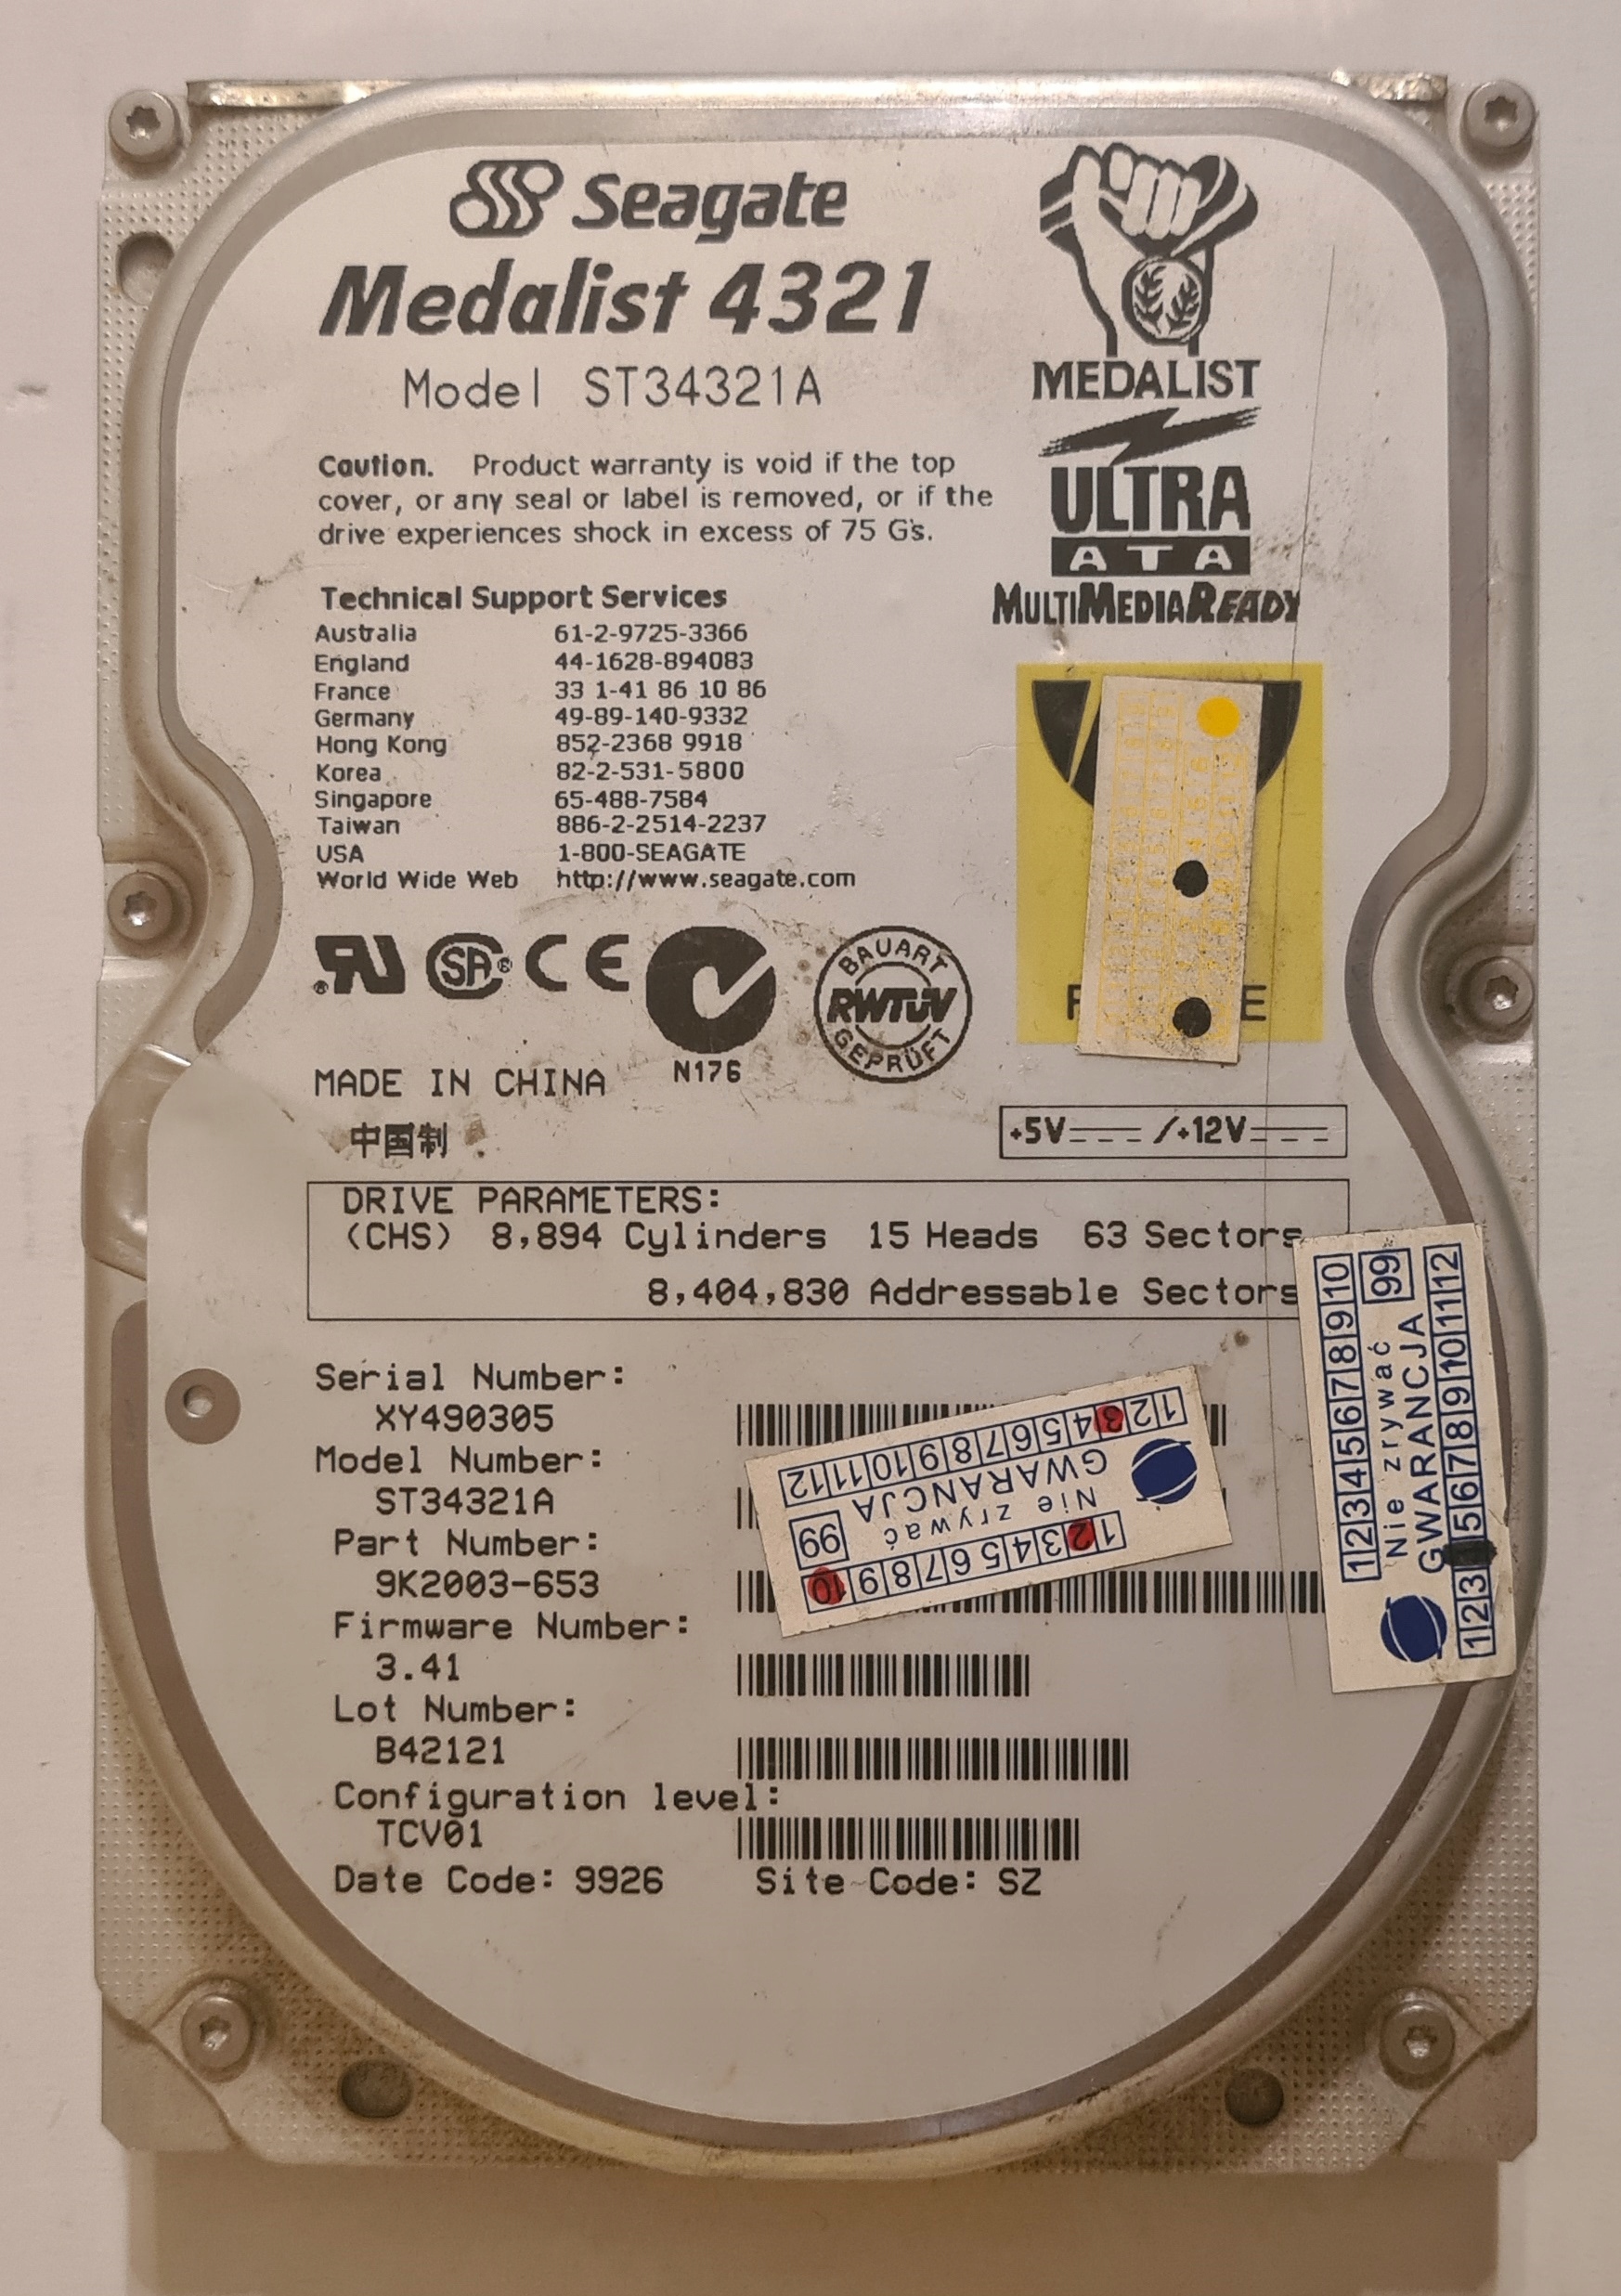 Seagate
Medalist 4321
Model ST34321A
MEDALIST
ULTRA
ATA
MULTIMEDIAREADY
Caution. Product warranty is void if the top
cover, or any seal or label is removed, or if the
drive experiences shock in excess of 75 G's.
Technical Support Services
Australia 61-2-9725-3366
England 44-1628-894083
France 33 1-41 86 10 86
Germany 49-89-140-9332
Hong Kong 852-2368 9918
Korea 82-2-531-5800
Singapore 65-488-7584
Taiwan 886-2-2514-2237
USA 1-800-SEAGATE
World Wide Web http://www.seagate.com
SA
CE
N176
BAUART
RWTÜV
GEPRÜFT
MADE IN CHINA
中国制
+5V /+12V
DRIVE PARAMETERS:
(CHS) 8,894 Cylinders 15 Heads 63 Sectors
8,404,830 Addressable Sectors
Serial Number:
XY490305
Model Number:
ST34321A
Part Number:
9K2003-653
Firmware Number:
3.41
Lot Number:
B42121
Configuration level:
TCV01
Date Code: 9926 Site Code: SZ
1 2 3 4 5 6 7 8 9 10 11 12
GWARANCJA
Nie zrywać 99
1 2 3 4 5 6 7 8 9 10
1 2 3 4 5 6 7 8 9 10
Nie zrywać 99
GWARANCJA
1 2 3 5 6 7 8 9 10 11 12